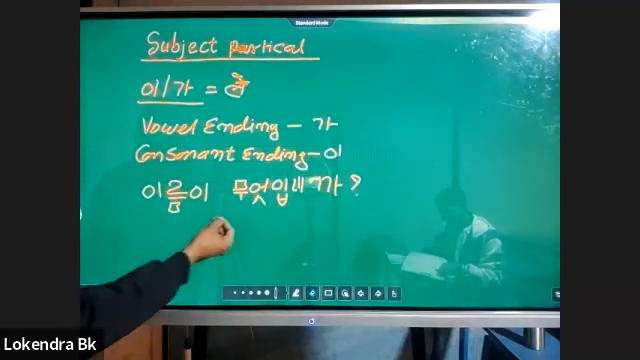 Standard Mode
Subject partical
이/가 = ले
Vowel Ending - 가
Consonant Ending - 이
이름이 무엇입니까?
Lokendra Bk